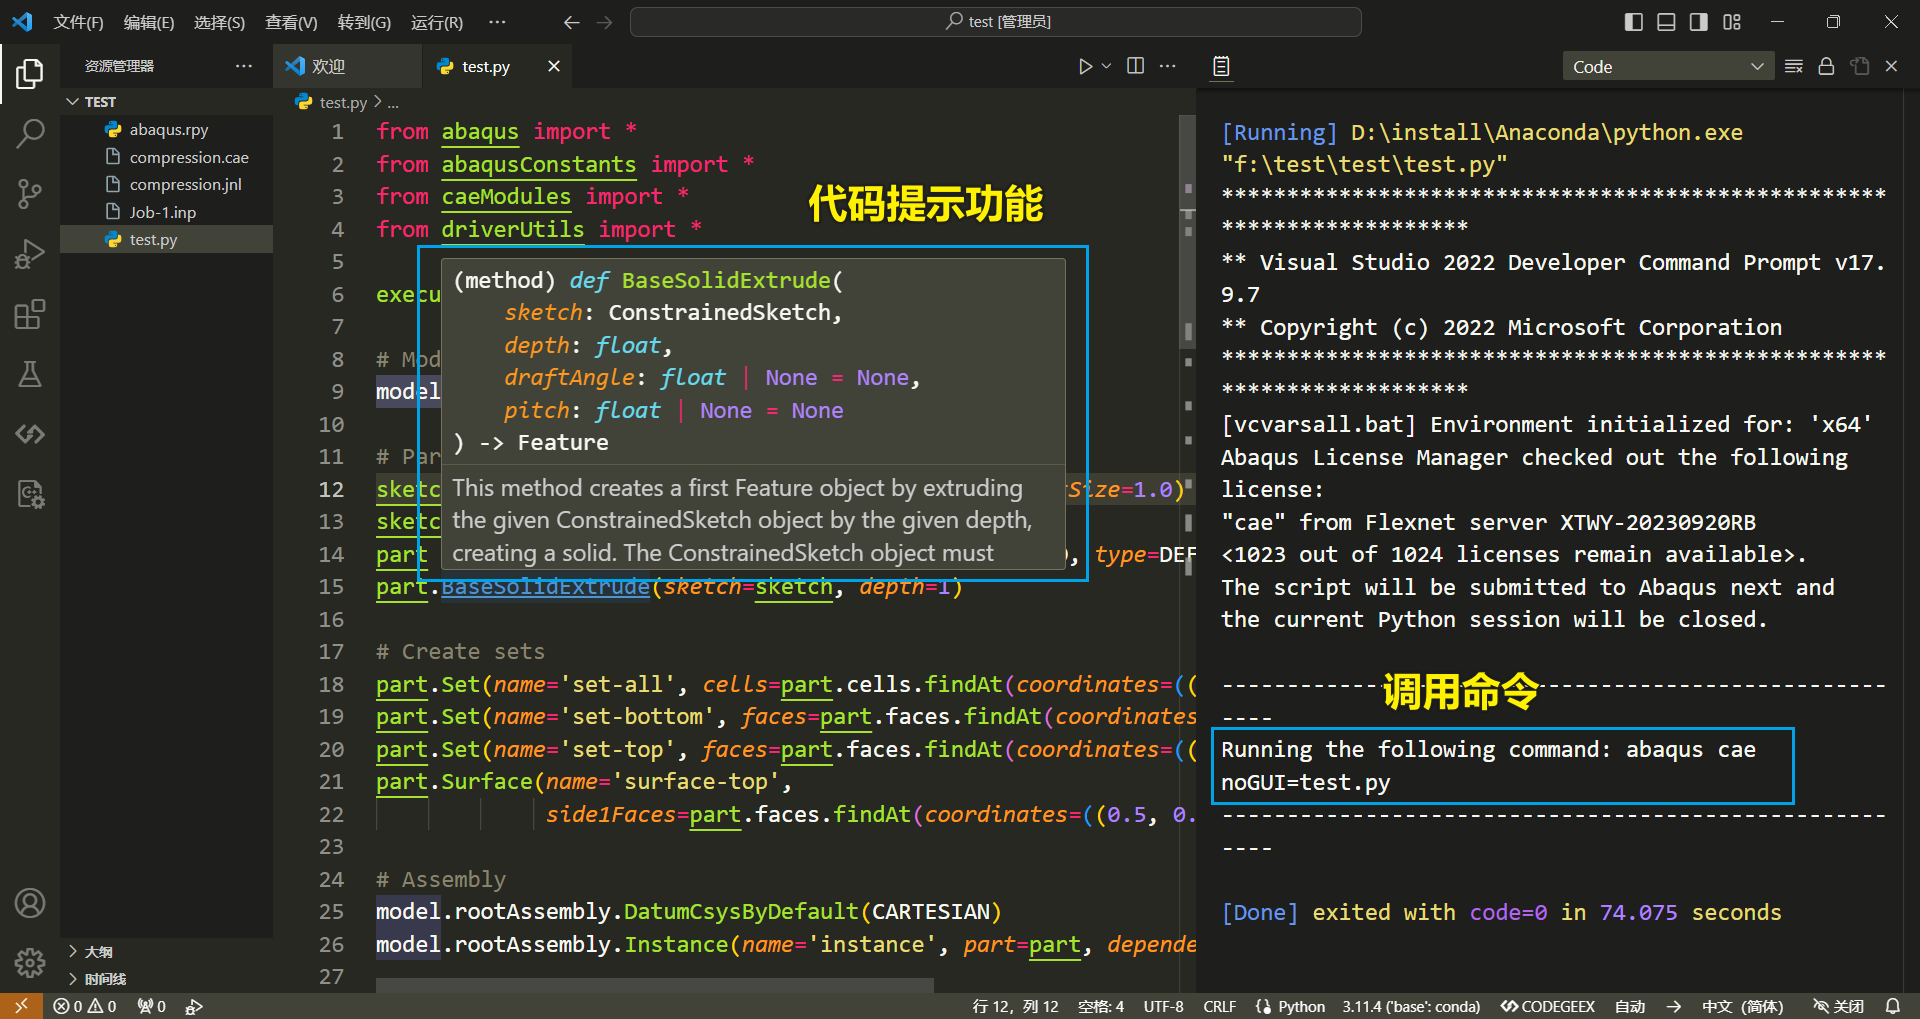 文件(F) 编辑(E) 选择(S) 查看(V) 转到(G) 运行(R) ··· test [管理员]
资源管理器 ···
欢迎
test.py
Code
TEST
abaqus.rpy
compression.cae
compression.jnl
Job-1.inp
test.py
大纲
时间线
test.py > ...
1 from abaqus import *
2 from abaqusConstants import *
3 from caeModules import *
4 from driverUtils import *
代码提示功能
5
6 execu
7
8 # Mod
9 model
10
11 # Par
12 sketc
Size=1.0)
13 sketc
14 part
), type=DEF
(method) def BaseSolidExtrude(
sketch: ConstrainedSketch,
depth: float,
draftAngle: float | None = None,
pitch: float | None = None
) -> Feature
This method creates a first Feature object by extruding
the given ConstrainedSketch object by the given depth,
creating a solid. The ConstrainedSketch object must
15 part.BaseSolidExtrude(sketch=sketch, depth=1)
16
17 # Create sets
18 part.Set(name='set-all', cells=part.cells.findAt(coordinates=((
19 part.Set(name='set-bottom', faces=part.faces.findAt(coordinates
20 part.Set(name='set-top', faces=part.faces.findAt(coordinates=((
21 part.Surface(name='surface-top',
22 side1Faces=part.faces.findAt(coordinates=((0.5, 0.
23
24 # Assembly
25 model.rootAssembly.DatumCsysByDefault(CARTESIAN)
26 model.rootAssembly.Instance(name='instance', part=part, depende
27
[Running] D:\install\Anaconda\python.exe
"f:\test\test\test.py"
***************************************************
*******************
** Visual Studio 2022 Developer Command Prompt v17.
9.7
** Copyright (c) 2022 Microsoft Corporation
***************************************************
*******************
[vcvarsall.bat] Environment initialized for: 'x64'
Abaqus License Manager checked out the following
license:
"cae" from Flexnet server XTWY-20230920RB
<1023 out of 1024 licenses remain available>.
The script will be submitted to Abaqus next and
the current Python session will be closed.
调用命令
---------------------------------------------------
----
Running the following command: abaqus cae
noGUI=test.py
---------------------------------------------------
----
[Done] exited with code=0 in 74.075 seconds
0 0 0 行 12，列 12 空格: 4 UTF-8 CRLF Python 3.11.4 ('base': conda) CODEGEEX 自动 → 中文（简体） 关闭